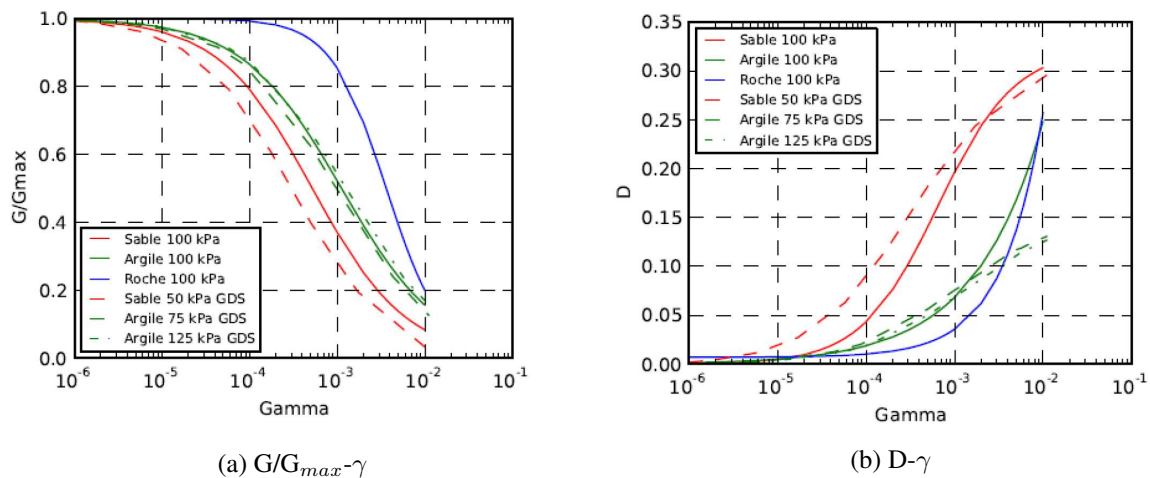 1.0
0.8
0.6
0.4
0.2
0.0
G/Gmax
Sable 100 kPa
Argile 100 kPa
Roche 100 kPa
Sable 50 kPa GDS
Argile 75 kPa GDS
Argile 125 kPa GDS
10⁻⁶ 10⁻⁵ 10⁻⁴ 10⁻³ 10⁻² 10⁻¹
Gamma
(a) G/Gₘₐₓ-γ
0.35
0.30
0.25
0.20
0.15
0.10
0.05
0.00
D
Sable 100 kPa
Argile 100 kPa
Roche 100 kPa
Sable 50 kPa GDS
Argile 75 kPa GDS
Argile 125 kPa GDS
10⁻⁶ 10⁻⁵ 10⁻⁴ 10⁻³ 10⁻² 10⁻¹
Gamma
(b) D-γ